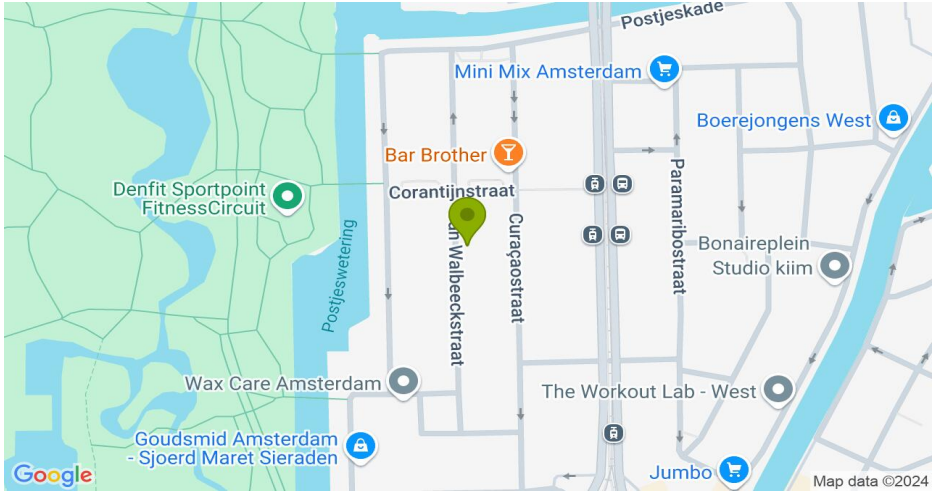 Postjeskade
Mini Mix Amsterdam
Boerejongens West
Bar Brother
Corantijnstraat
Denfit Sportpoint
FitnessCircuit
Paramaribostraat
an Walbeeckstraat
Curaçaostraat
Bonaireplein
Studio kiim
Postjeswetering
Wax Care Amsterdam
The Workout Lab - West
Goudsmid Amsterdam
- Sjoerd Maret Sieraden
Jumbo
Google
Map data ©2024